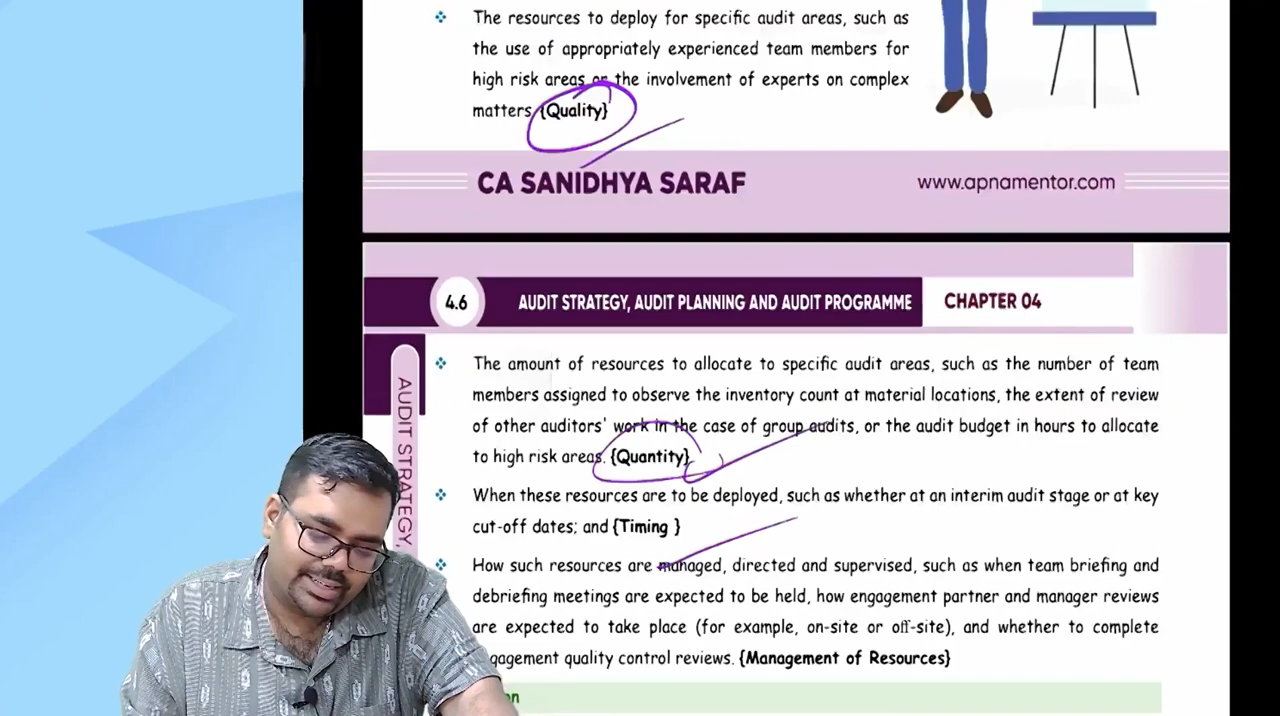 The resources to deploy for specific audit areas, such as
the use of appropriately experienced team members for
high risk areas or the involvement of experts on complex
matters {Quality}
CA SANIDHYA SARAF
www.apnamentor.com
4.6
AUDIT STRATEGY, AUDIT PLANNING AND AUDIT PROGRAMME
CHAPTER 04
AUDIT STRATEGY,
The amount of resources to allocate to specific audit areas, such as the number of team
members assigned to observe the inventory count at material locations, the extent of review
of other auditors' work in the case of group audits, or the audit budget in hours to allocate
to high risk areas. {Quantity}
When these resources are to be deployed, such as whether at an interim audit stage or at key
cut-off dates; and {Timing }
How such resources are managed, directed and supervised, such as when team briefing and
debriefing meetings are expected to be held, how engagement partner and manager reviews
are expected to take place (for example, on-site or off-site), and whether to complete
gagement quality control reviews. {Management of Resources}